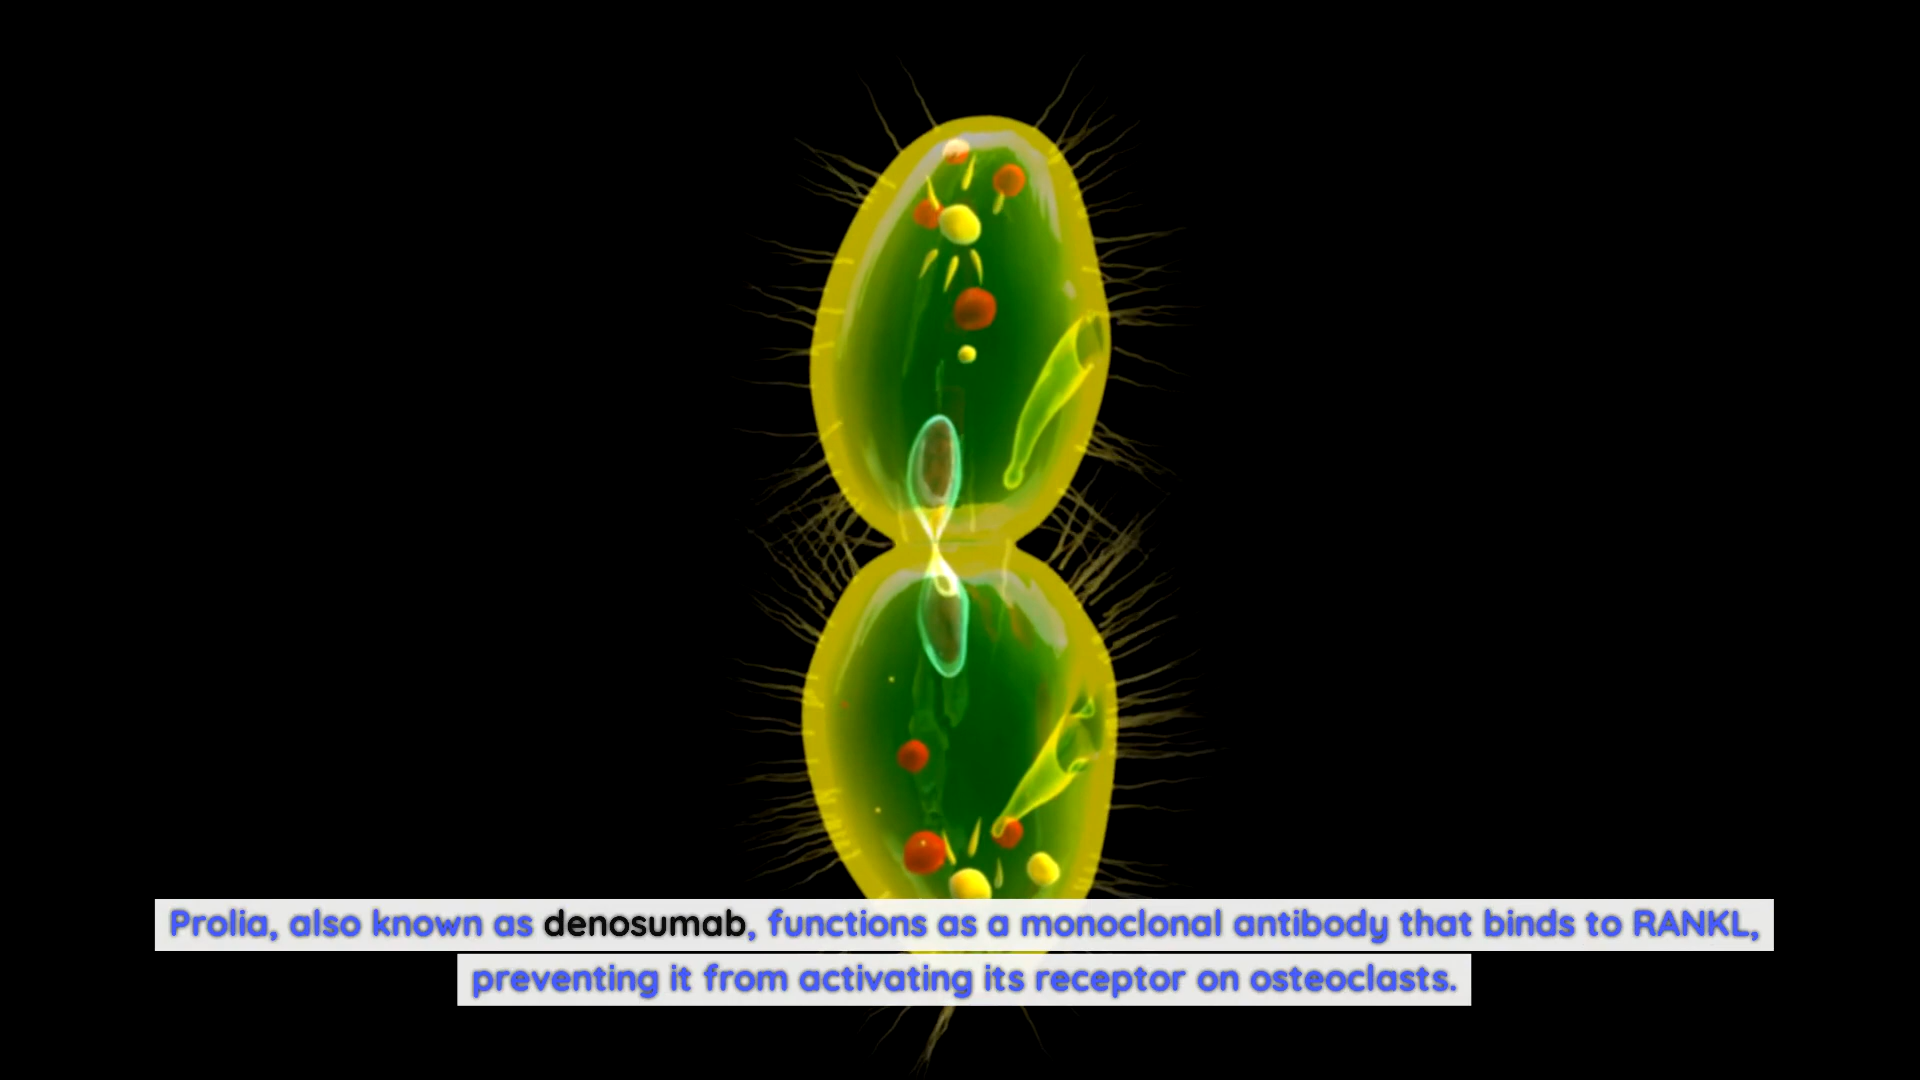 Prolia, also known as denosumab, functions as a monoclonal antibody that binds to RANKL,
preventing it from activating its receptor on osteoclasts.